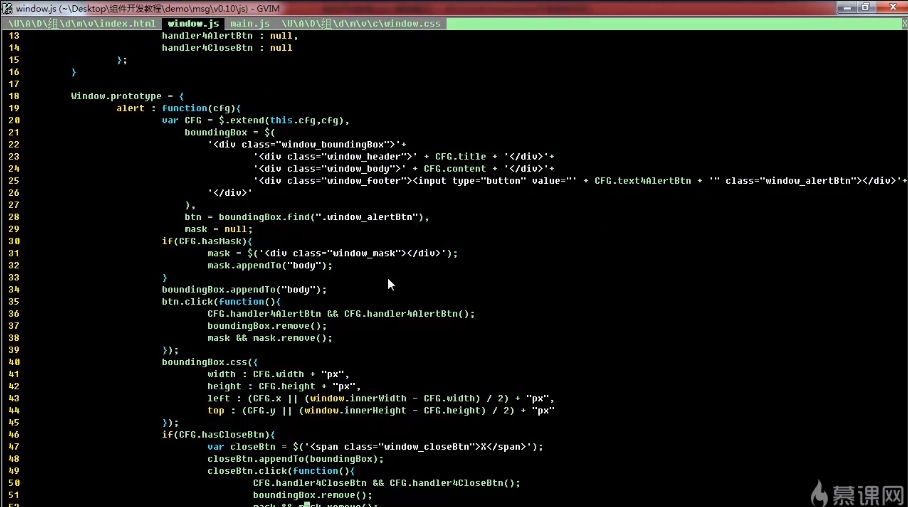 window.js (~\Desktop\组件开发教程\demo\msg\v0.10\js) - GVIM
\U\A\D\组\d\m\v\index.html window.js main.js \U\A\D\组\d\m\v\c\window.css X
13 handler4AlertBtn : null,
14 handler4CloseBtn : null
15 };
16 }
17
18 Window.prototype = {
19 alert : function(cfg){
20 var CFG = $.extend(this.cfg,cfg),
21 boundingBox = $(
22 '<div class="window_boundingBox">'+
23 '<div class="window_header">' + CFG.title + '</div>'+
24 '<div class="window_body">' + CFG.content + '</div>'+
25 '<div class="window_footer"><input type="button" value="' + CFG.text4AlertBtn + '" class="window_alertBtn"></div>'+
26 '</div>'
27 ),
28 btn = boundingBox.find(".window_alertBtn"),
29 mask = null;
30 if(CFG.hasMask){
31 mask = $('<div class="window_mask"></div>');
32 mask.appendTo("body");
33 }
34 boundingBox.appendTo("body");
35 btn.click(function(){
36 CFG.handler4AlertBtn && CFG.handler4AlertBtn();
37 boundingBox.remove();
38 mask && mask.remove();
39 });
40 boundingBox.css({
41 width : CFG.width + "px",
42 height : CFG.height + "px",
43 left : (CFG.x || (window.innerWidth - CFG.width) / 2) + "px",
44 top : (CFG.y || (window.innerHeight - CFG.height) / 2) + "px"
45 });
46 if(CFG.hasCloseBtn){
47 var closeBtn = $('<span class="window_closeBtn">X</span>');
48 closeBtn.appendTo(boundingBox);
49 closeBtn.click(function(){
50 CFG.handler4CloseBtn && CFG.handler4CloseBtn();
51 boundingBox.remove();
52 mask && mask.remove();
慕课网